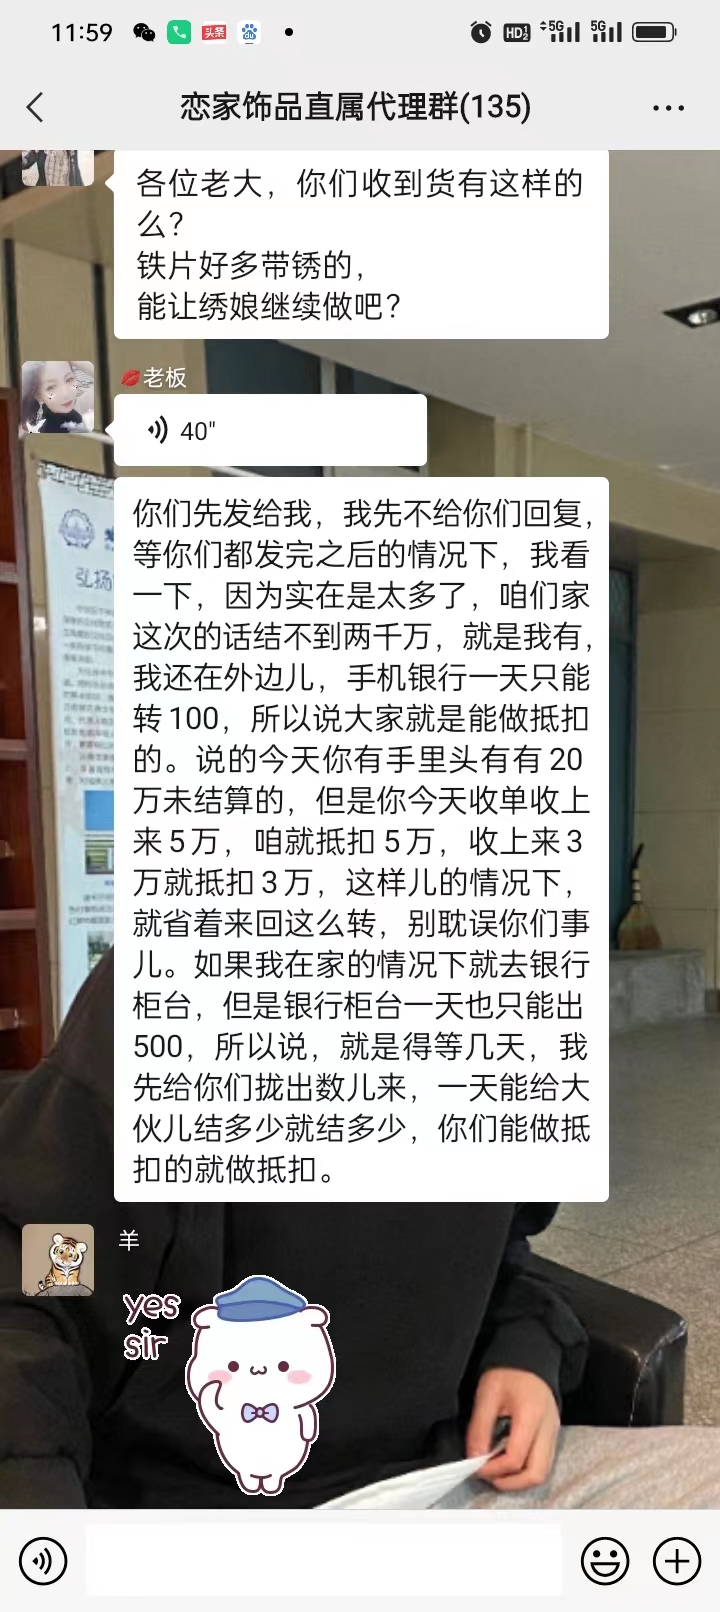 11:59
头条
HD
5G
5G
恋家饰品直属代理群(135)
各位老大，你们收到货有这样的
么？
铁片好多带锈的，
能让绣娘继续做吧？
💋老板
40"
你们先发给我，我先不给你们回复，
等你们都发完之后的情况下，我看
一下，因为实在是太多了，咱们家
这次的话结不到两千万，就是我有，
我还在外边儿，手机银行一天只能
转100，所以说大家就是能做抵扣
的。说的今天你有手里头有有20
万未结算的，但是你今天收单收上
来5万，咱就抵扣5万，收上来3
万就抵扣3万，这样儿的情况下，
就省着来回这么转，别耽误你们事
儿。如果我在家的情况下就去银行
柜台，但是银行柜台一天也只能出
500，所以说，就是得等几天，我
先给你们拢出数儿来，一天能给大
伙儿结多少就结多少，你们能做抵
扣的就做抵扣。
羊
yes
sir
弘扬